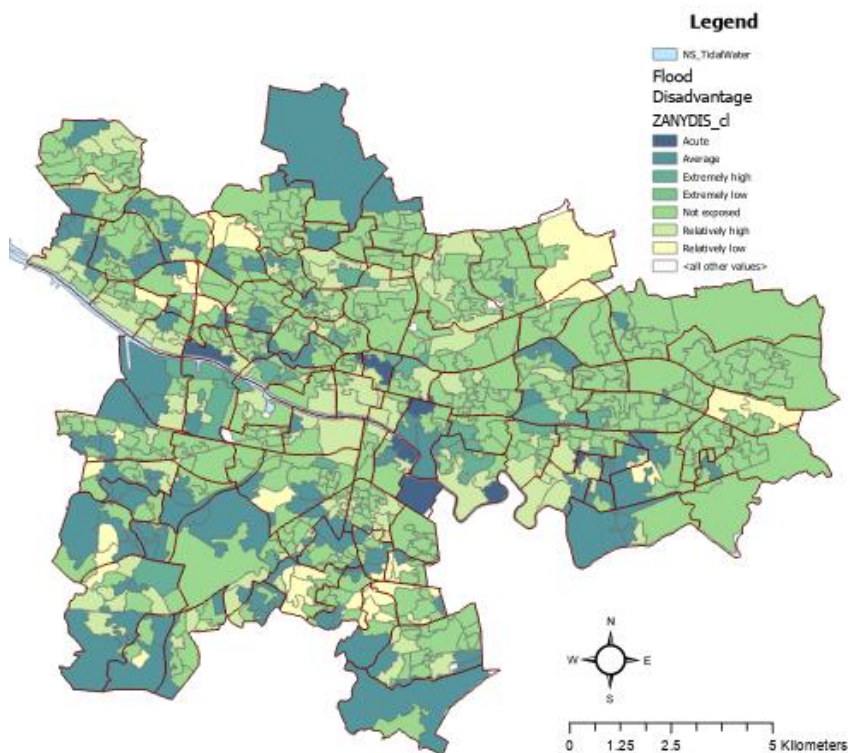 Legend
NS_TidalWater
Flood
Disadvantage
ZANYDIS_cl
Acute
Average
Extremely high
Extremely low
Not exposed
Relatively high
Relatively low
<all other values>
N
W E
S
0 1.25 2.5 5 Kilometers